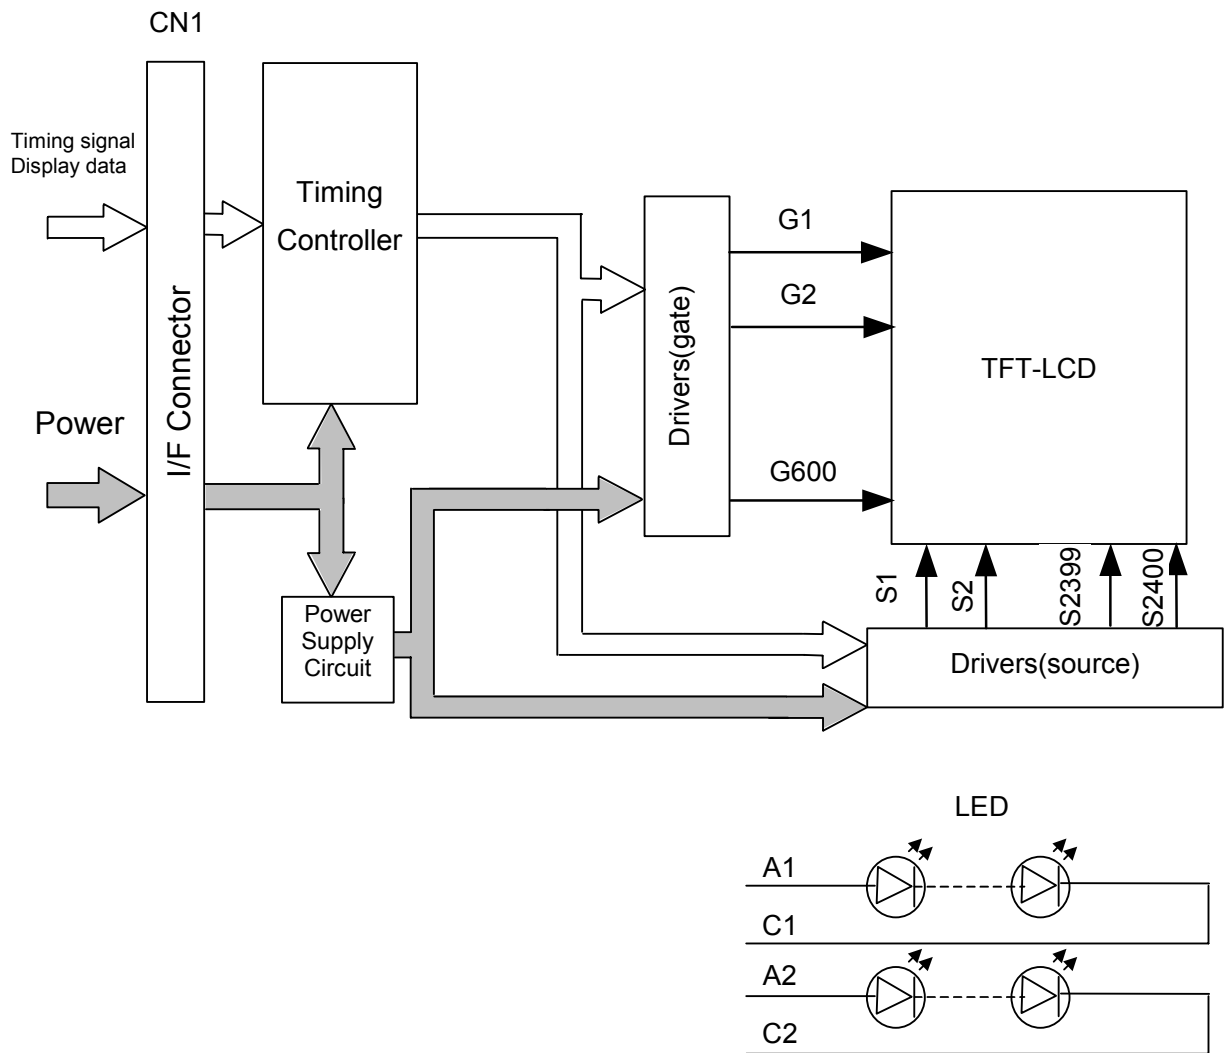 CN1
Timing signal
Display data
Power
I/F Connector
Timing
Controller
Power
Supply
Circuit
Drivers(gate)
G1
G2
G600
TFT-LCD
S1
S2
S2399
S2400
Drivers(source)
LED
A1
C1
A2
C2